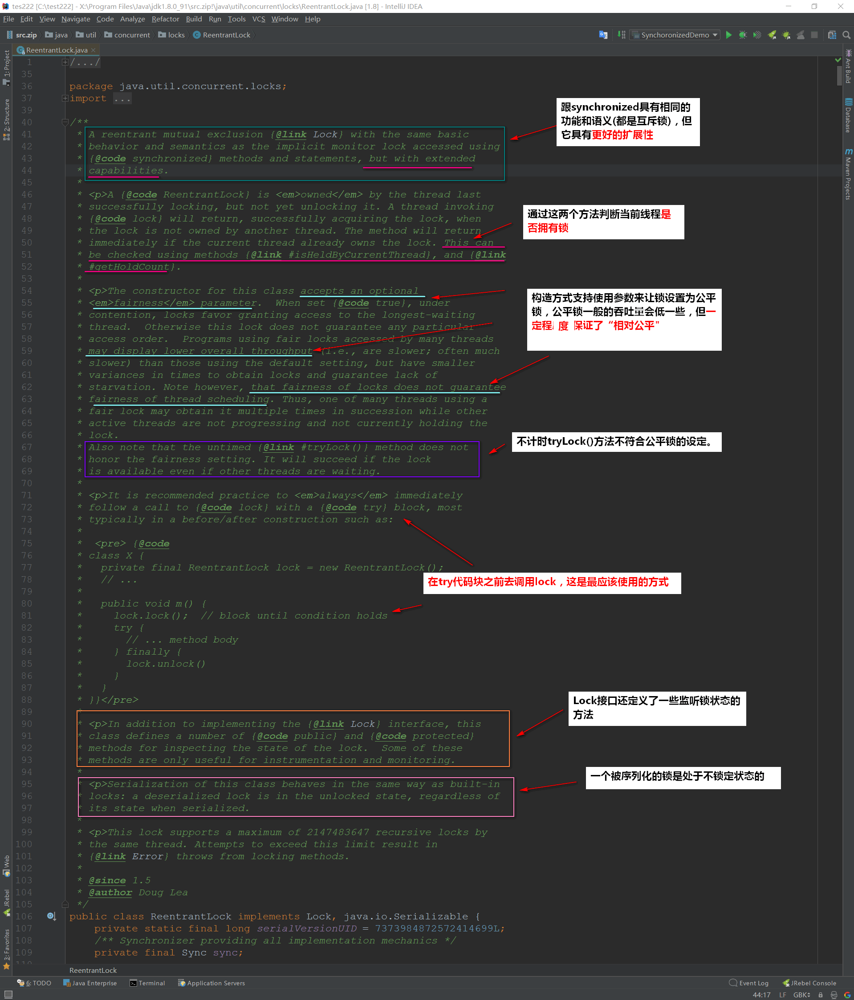 tes222 [C:\test222] - X:\Program Files\Java\jdk1.8.0_91\src.zip!\java\util\concurrent\locks\ReentrantLock.java [1.8] - IntelliJ IDEA
File Edit View Navigate Code Analyze Refactor Build Run Tools VCS Window Help
src.zip java util concurrent locks ReentrantLock SynchoronizedDemo
ReentrantLock.java
1: Project
2: Structure
Web
JRebel
3: Favorites
Ant Build
Database
Maven Projects
1 /.../
35
36 package java.util.concurrent.locks;
37 import ...
39
40 /**
41 * A reentrant mutual exclusion {@link Lock} with the same basic
42 * behavior and semantics as the implicit monitor lock accessed using
43 * {@code synchronized} methods and statements, but with extended
44 * capabilities.
45 *
跟synchronized具有相同的
功能和语义(都是互斥锁)，但
它具有更好的扩展性
46 * <p>A {@code ReentrantLock} is <em>owned</em> by the thread last
47 * successfully locking, but not yet unlocking it. A thread invoking
48 * {@code lock} will return, successfully acquiring the lock, when
49 * the lock is not owned by another thread. The method will return
50 * immediately if the current thread already owns the lock. This can
51 * be checked using methods {@link #isHeldByCurrentThread}, and {@link
52 * #getHoldCount}.
53 *
通过这两个方法判断当前线程是
否拥有锁
54 * <p>The constructor for this class accepts an optional
55 * <em>fairness</em> parameter.  When set {@code true}, under
56 * contention, locks favor granting access to the longest-waiting
57 * thread.  Otherwise this lock does not guarantee any particular
58 * access order.  Programs using fair locks accessed by many threads
59 * may display lower overall throughput (i.e., are slower; often much
60 * slower) than those using the default setting, but have smaller
61 * variances in times to obtain locks and guarantee lack of
62 * starvation. Note however, that fairness of locks does not guarantee
63 * fairness of thread scheduling. Thus, one of many threads using a
64 * fair lock may obtain it multiple times in succession while other
65 * active threads are not progressing and not currently holding the
66 * lock.
构造方式支持使用参数来让锁设置为公平
锁，公平锁一般的吞吐量会低一些，但一
定程度 保证了“相对公平"
67 * Also note that the untimed {@link #tryLock()} method does not
68 * honor the fairness setting. It will succeed if the lock
69 * is available even if other threads are waiting.
70 *
不计时tryLock()方法不符合公平锁的设定。
71 * <p>It is recommended practice to <em>always</em> immediately
72 * follow a call to {@code lock} with a {@code try} block, most
73 * typically in a before/after construction such as:
74 *
75 *  <pre> {@code
76 * class X {
77 *   private final ReentrantLock lock = new ReentrantLock();
78 *   // ...
79 *
在try代码块之前去调用lock，这是最应该使用的方式
80 *   public void m() {
81 *     lock.lock();  // block until condition holds
82 *     try {
83 *       // ... method body
84 *     } finally {
85 *       lock.unlock()
86 *     }
87 *   }
88 * }}</pre>
89 *
90 * <p>In addition to implementing the {@link Lock} interface, this
91 * class defines a number of {@code public} and {@code protected}
92 * methods for inspecting the state of the lock.  Some of these
93 * methods are only useful for instrumentation and monitoring.
94 *
Lock接口还定义了一些监听锁状态的
方法
95 * <p>Serialization of this class behaves in the same way as built-in
96 * locks: a deserialized lock is in the unlocked state, regardless of
97 * its state when serialized.
98 *
一个被序列化的锁是处于不锁定状态的
99 * <p>This lock supports a maximum of 2147483647 recursive locks by
100 * the same thread. Attempts to exceed this limit result in
101 * {@link Error} throws from locking methods.
102 *
103 * @since 1.5
104 * @author Doug Lea
105 */
106 public class ReentrantLock implements Lock, java.io.Serializable {
107 private static final long serialVersionUID = 7373984872572414699L;
108 /** Synchronizer providing all implementation mechanics */
109 private final Sync sync;
110
ReentrantLock
6: TODO Java Enterprise Terminal Application Servers Event Log JRebel Console
44:17 LF GBK